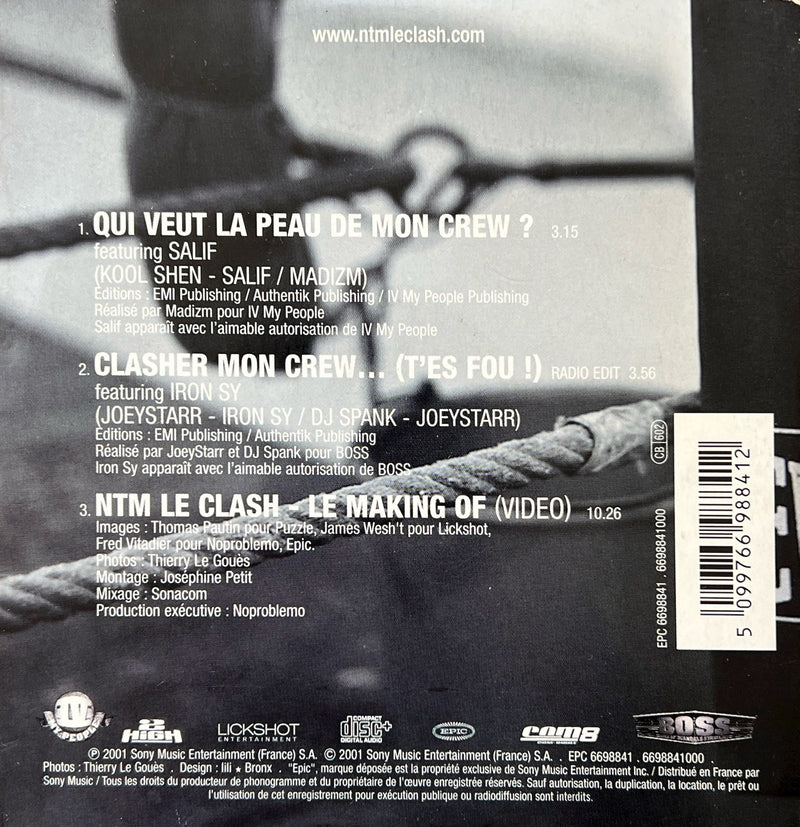 www.ntmleclash.com
1. QUI VEUT LA PEAU DE MON CREW ? 3.15
featuring SALIF
(KOOL SHEN - SALIF / MADIZM)
Editions : EMI Publishing / Authentik Publishing / IV My People Publishing
Réalisé par Madizm pour IV My People
Salif apparaît avec l'aimable autorisation de IV My People
2. CLASHER MON CREW... (T'ES FOU !) RADIO EDIT 3.56
featuring IRON SY
(JOEYSTARR - IRON SY / DJ SPANK - JOEYSTARR)
Editions : EMI Publishing / Authentik Publishing
Réalisé par JoeyStarr et DJ Spank pour BOSS
Iron Sy apparaît avec l'aimable autorisation de BOSS
3. NTM LE CLASH - LE MAKING OF (VIDEO) 10.26
Images : Thomas Pautin pour Puzzle, James Wesh't pour Lickshot,
Fred Vitadier pour Noproblemo, Epic.
Photos : Thierry Le Gouès
Montage : Joséphine Petit
Mixage : Sonacom
Production exécutive : Noproblemo
CB 602
EPC 6698841 . 6698841000
5 099766 988412
IV MY PEOPLE
2 HIGH
LICKSHOT
ENTERTAINMENT
COMPACT
disc+
DIGITAL AUDIO
EPIC
com8
BOSS
℗ 2001 Sony Music Entertainment (France) S.A. © 2001 Sony Music Entertainment (France) S.A. . EPC 6698841 . 6698841000 .
Photos : Thierry Le Gouès . Design : lili ★ Bronx . "Epic", marque déposée est la propriété exclusive de Sony Music Entertainment Inc. / Distribué en France par
Sony Music / Tous les droits du producteur de phonogramme et du propriétaire de l'œuvre enregistrée réservés. Sauf autorisation, la duplication, la location, le prêt ou
l'utilisation de cet enregistrement pour exécution publique ou radiodiffusion sont interdits.